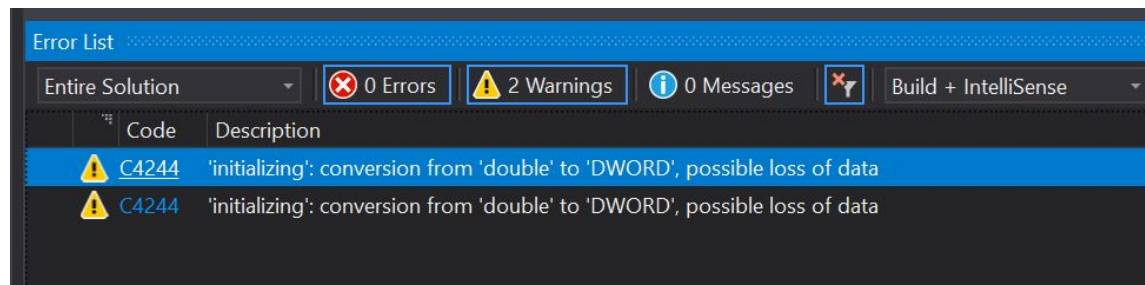 Error List
Entire Solution 0 Errors 2 Warnings 0 Messages Build + IntelliSense
Code Description
C4244 'initializing': conversion from 'double' to 'DWORD', possible loss of data
C4244 'initializing': conversion from 'double' to 'DWORD', possible loss of data